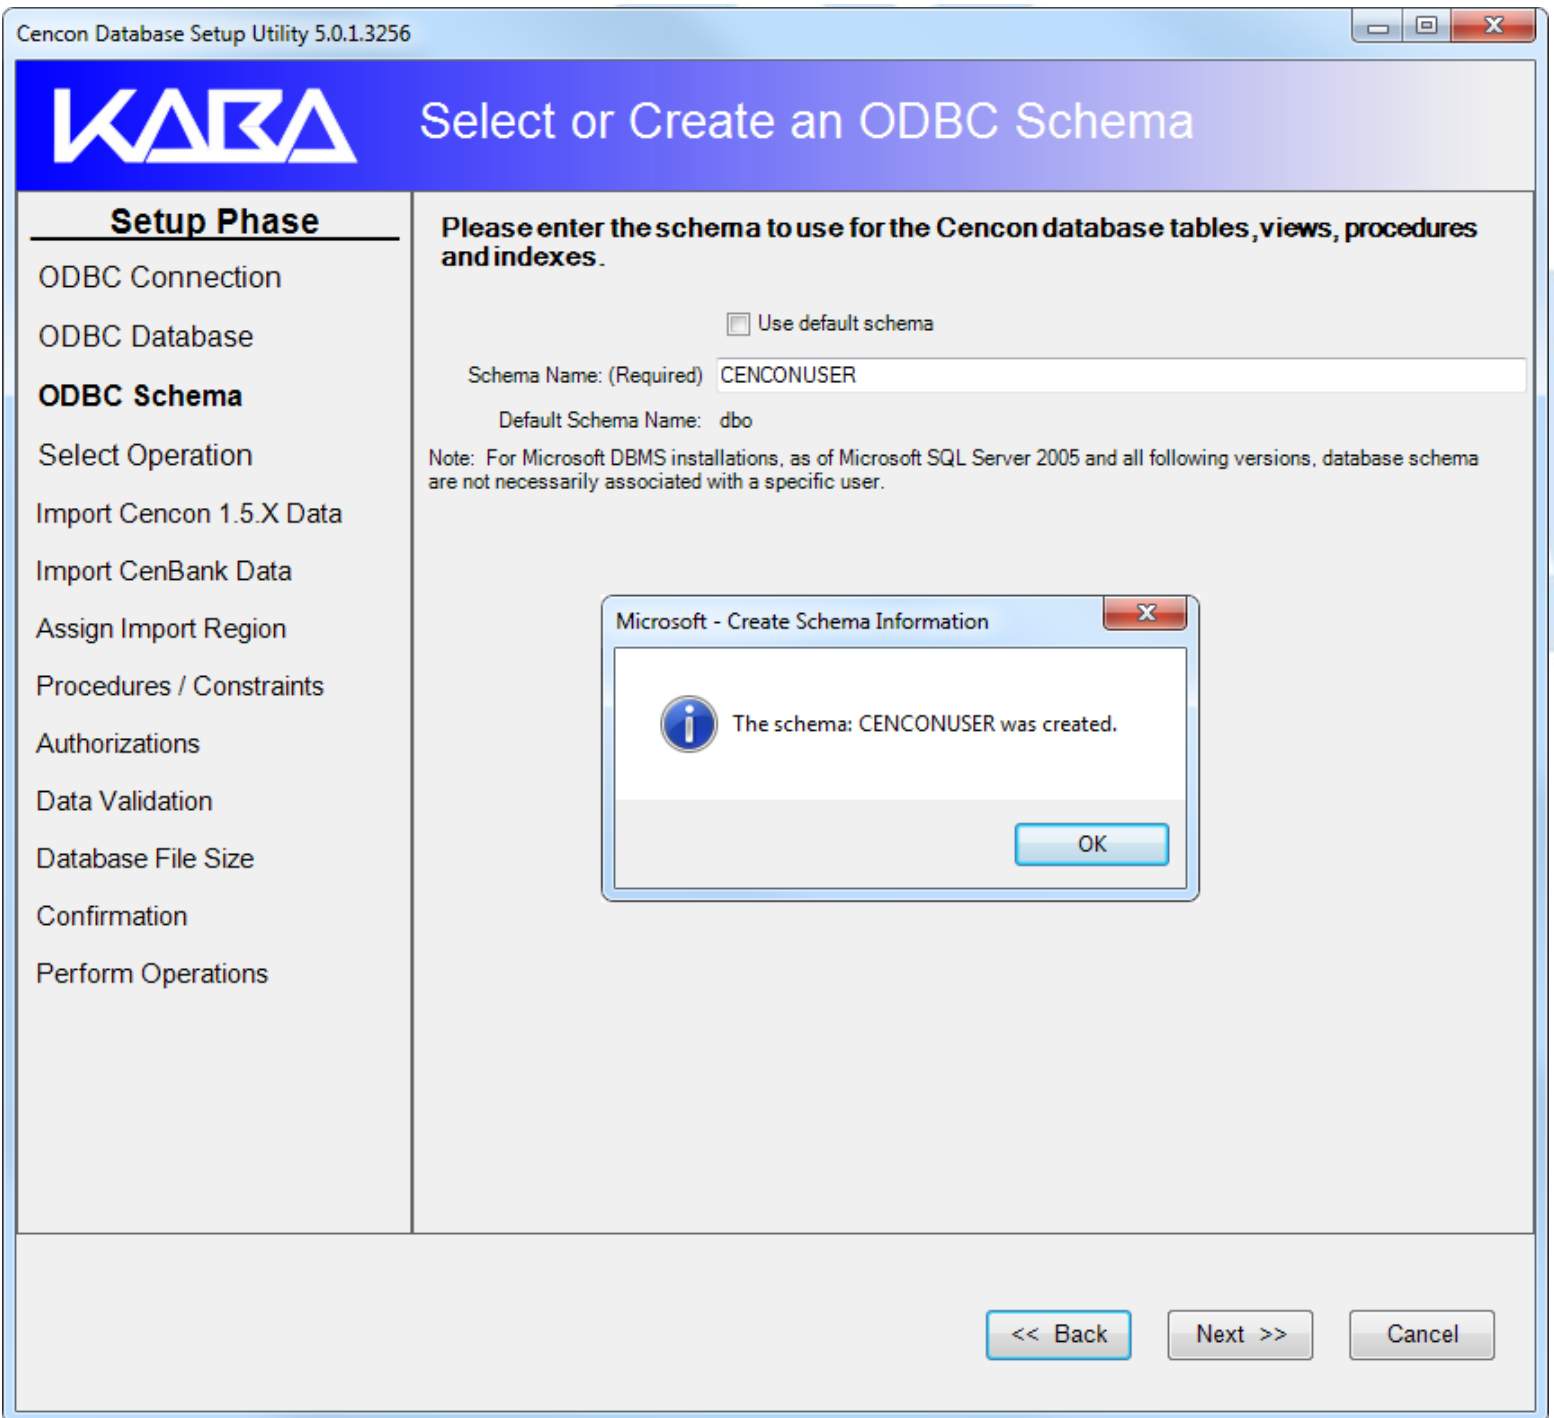 Cencon Database Setup Utility 5.0.1.3256
KABA
Select or Create an ODBC Schema
Setup Phase
ODBC Connection
ODBC Database
ODBC Schema
Select Operation
Import Cencon 1.5.X Data
Import CenBank Data
Assign Import Region
Procedures / Constraints
Authorizations
Data Validation
Database File Size
Confirmation
Perform Operations
Please enter the schema to use for the Cencon database tables, views, procedures
and indexes.
Use default schema
Schema Name: (Required) CENCONUSER
Default Schema Name: dbo
Note: For Microsoft DBMS installations, as of Microsoft SQL Server 2005 and all following versions, database schema
are not necessarily associated with a specific user.
Microsoft - Create Schema Information
The schema: CENCONUSER was created.
OK
<< Back Next >> Cancel